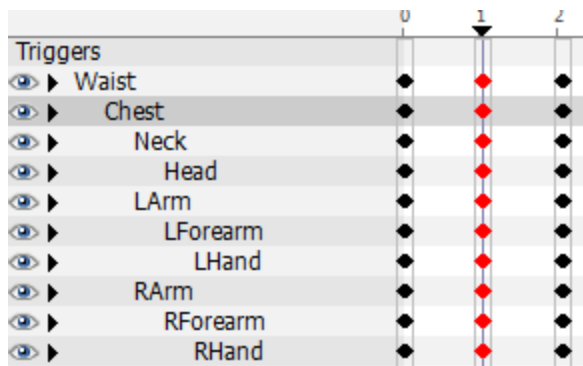 0 1 2
Triggers
Waist
Chest
Neck
Head
LArm
LForearm
LHand
RArm
RForearm
RHand